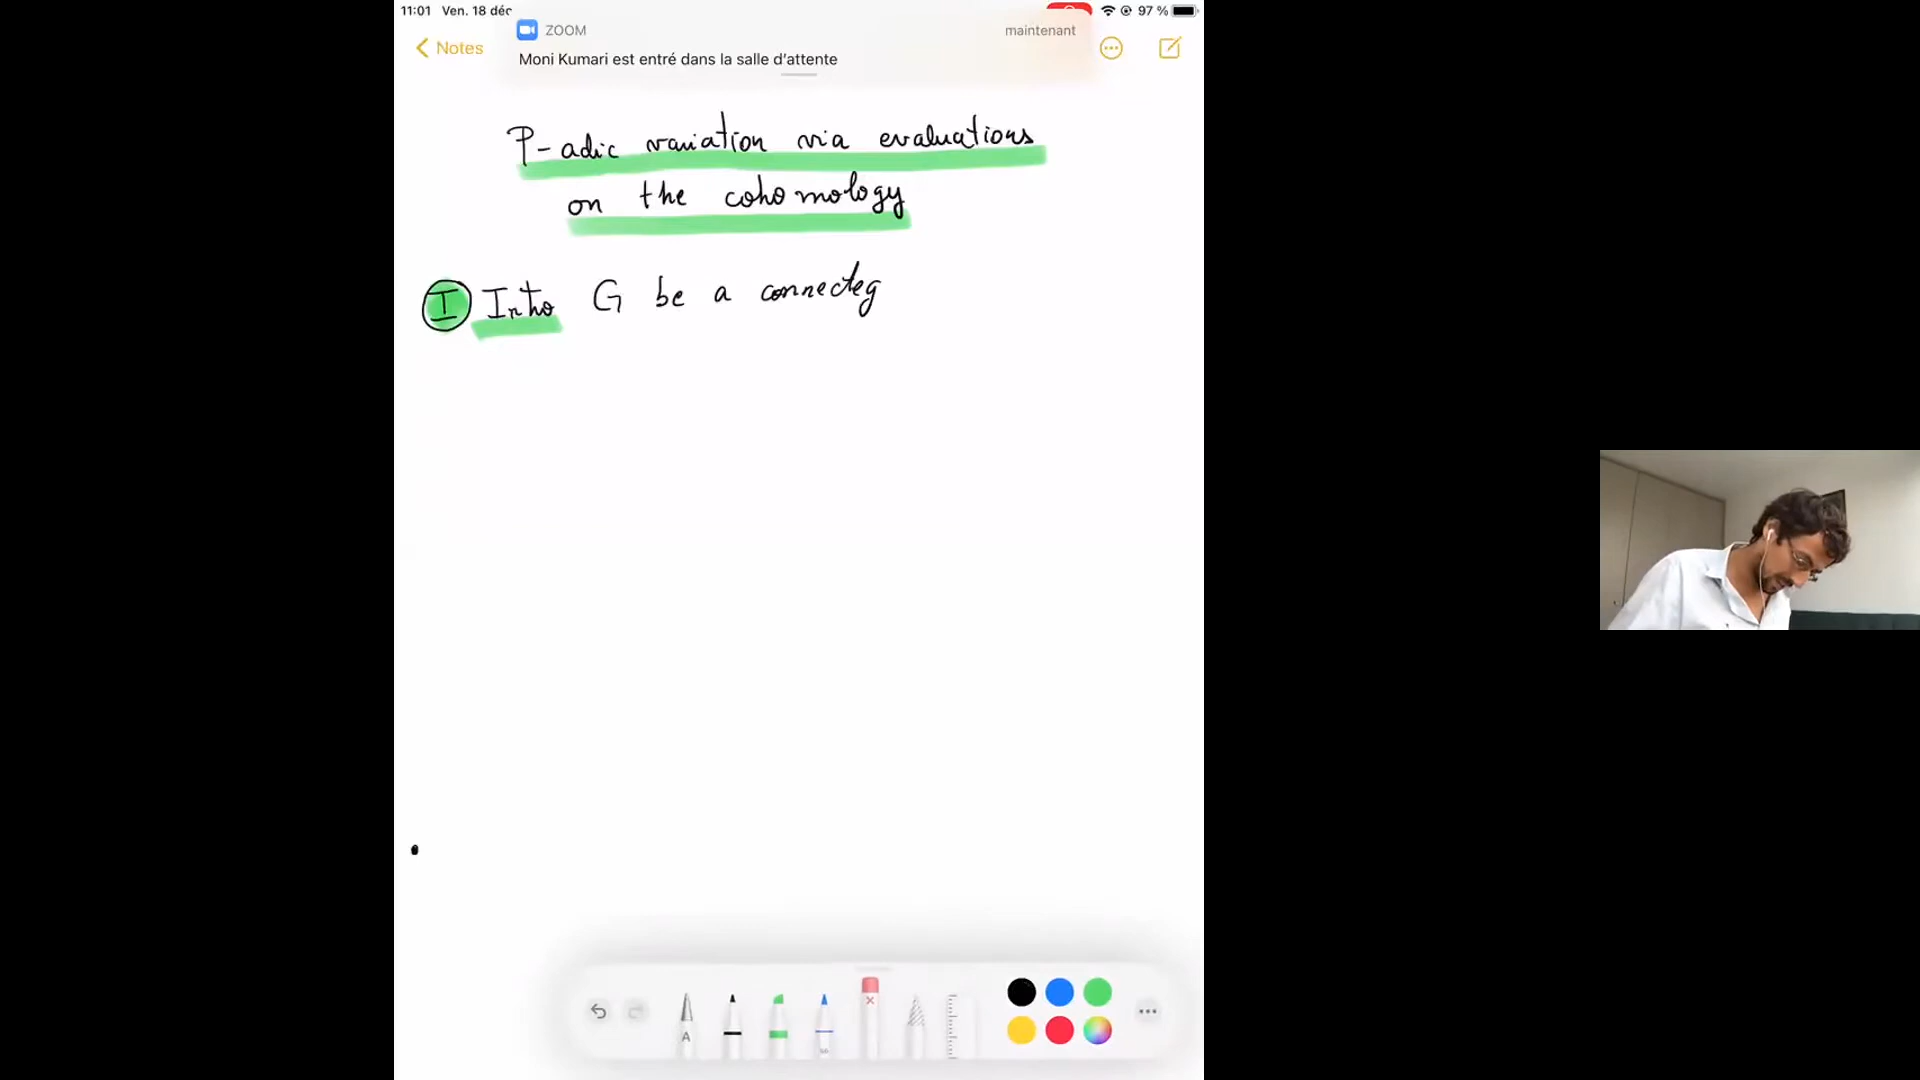 11:01 Ven. 18 déc
97 %
ZOOM
maintenant
Moni Kumari est entré dans la salle d'attente
Notes
P-adic variation via evaluations
on the cohomology
I Intro G be a connecteg
A